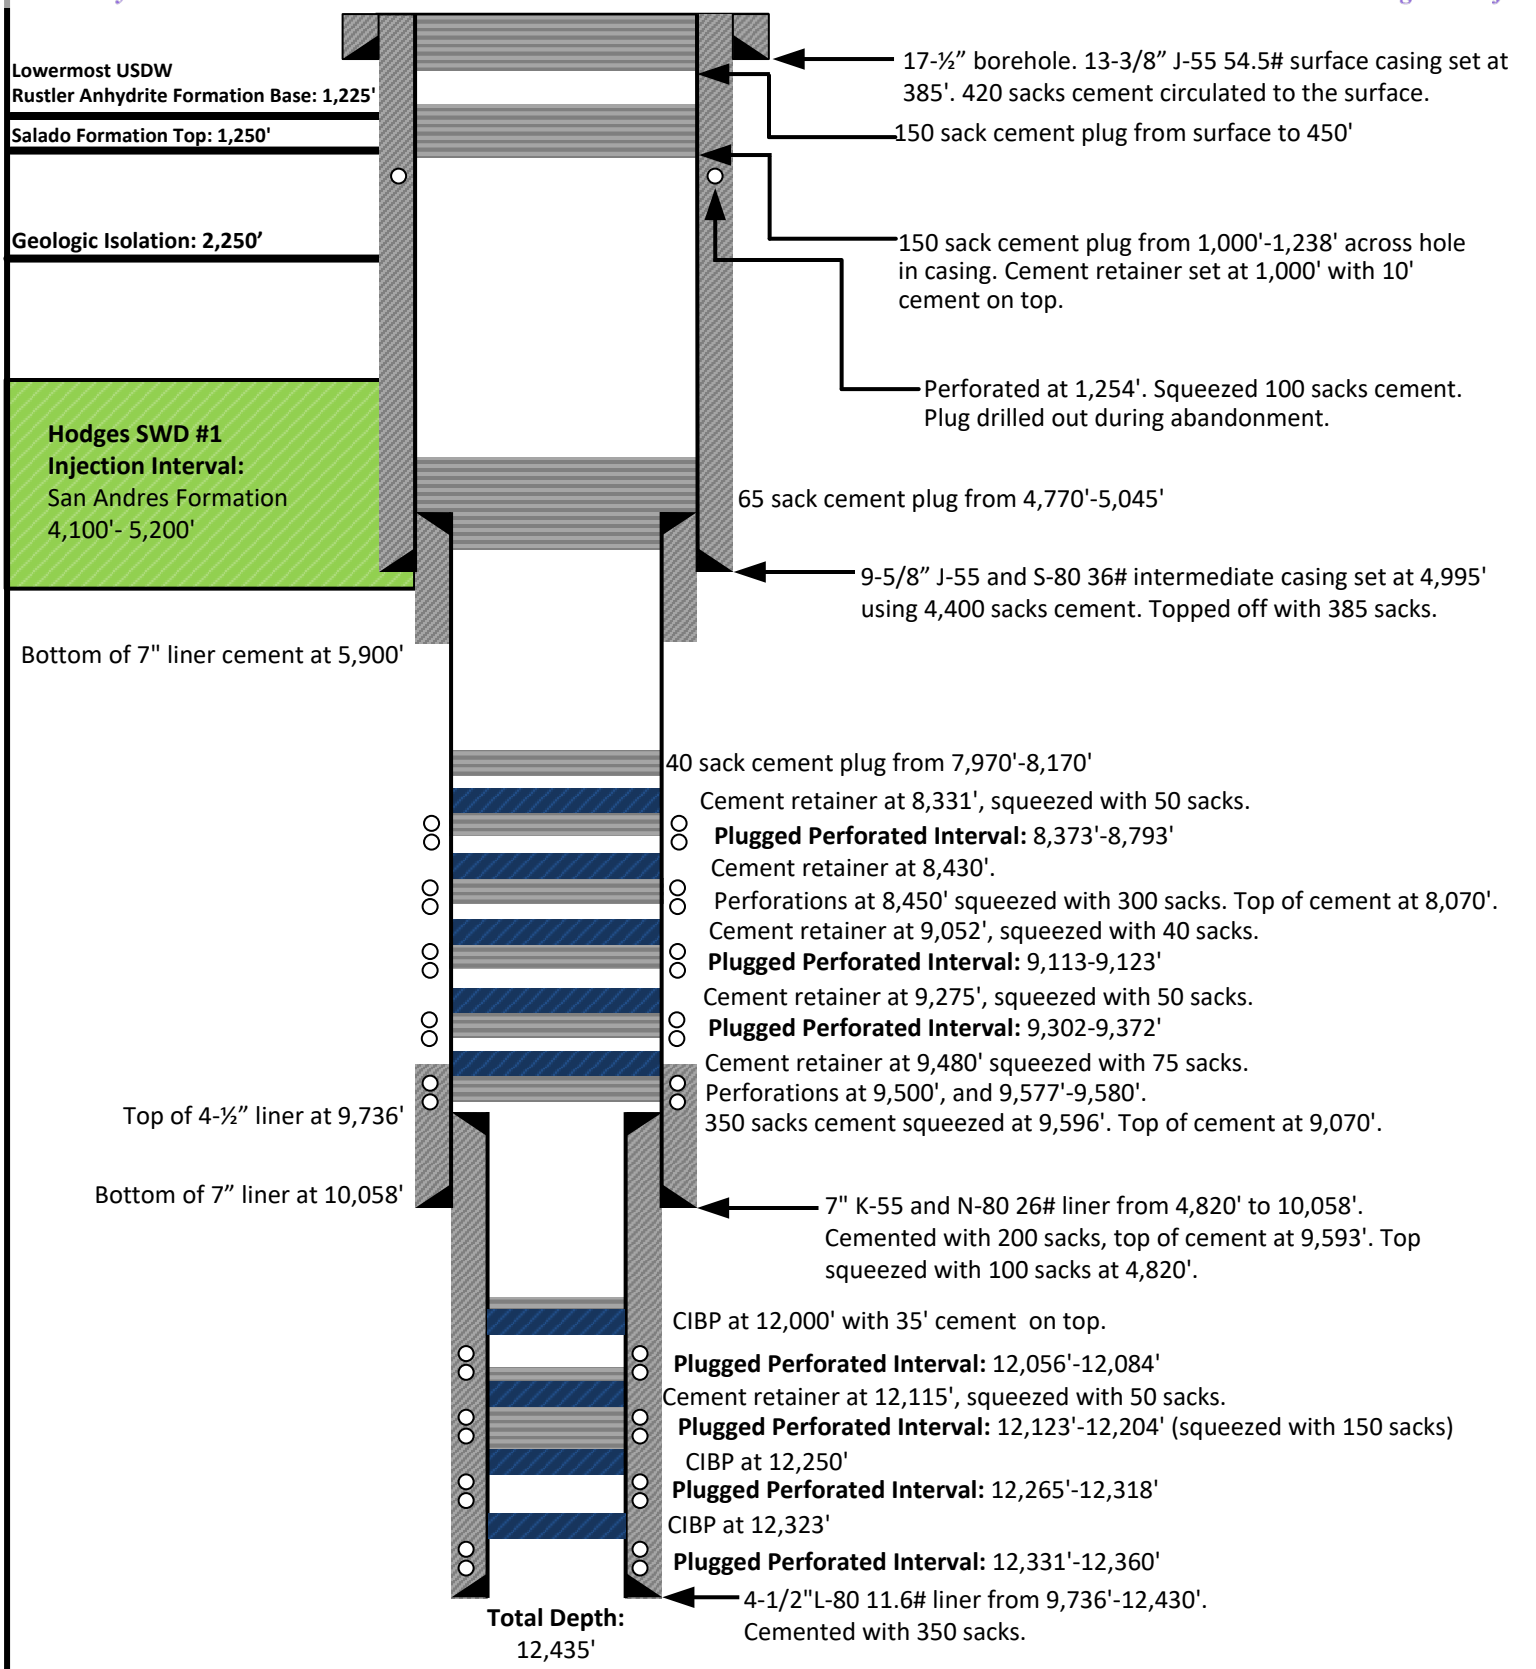 Lowermost USDW
Rustler Anhydrite Formation Base: 1,225'
Salado Formation Top: 1,250'
Geologic Isolation: 2,250’
Hodges SWD #1
Injection Interval:
San Andres Formation
4,100'- 5,200'
17-½” borehole. 13-3/8” J-55 54.5# surface casing set at
385'. 420 sacks cement circulated to the surface.
150 sack cement plug from surface to 450'
150 sack cement plug from 1,000'-1,238' across hole
in casing. Cement retainer set at 1,000' with 10'
cement on top.
Perforated at 1,254'. Squeezed 100 sacks cement.
Plug drilled out during abandonment.
65 sack cement plug from 4,770'-5,045'
9-5/8” J-55 and S-80 36# intermediate casing set at 4,995'
using 4,400 sacks cement. Topped off with 385 sacks.
Bottom of 7" liner cement at 5,900'
40 sack cement plug from 7,970'-8,170'
Cement retainer at 8,331', squeezed with 50 sacks.
Plugged Perforated Interval: 8,373'-8,793'
Cement retainer at 8,430'.
Perforations at 8,450' squeezed with 300 sacks. Top of cement at 8,070'.
Cement retainer at 9,052', squeezed with 40 sacks.
Plugged Perforated Interval: 9,113-9,123'
Cement retainer at 9,275', squeezed with 50 sacks.
Plugged Perforated Interval: 9,302-9,372'
Cement retainer at 9,480' squeezed with 75 sacks.
Perforations at 9,500', and 9,577'-9,580'.
350 sacks cement squeezed at 9,596'. Top of cement at 9,070'.
Top of 4-½” liner at 9,736'
Bottom of 7” liner at 10,058'
7" K-55 and N-80 26# liner from 4,820' to 10,058'.
Cemented with 200 sacks, top of cement at 9,593'. Top
squeezed with 100 sacks at 4,820'.
CIBP at 12,000' with 35' cement  on top.
Plugged Perforated Interval: 12,056'-12,084'
Cement retainer at 12,115', squeezed with 50 sacks.
Plugged Perforated Interval: 12,123'-12,204' (squeezed with 150 sacks)
CIBP at 12,250'
Plugged Perforated Interval: 12,265'-12,318'
CIBP at 12,323'
Plugged Perforated Interval: 12,331'-12,360'
4-1/2"L-80 11.6# liner from 9,736'-12,430'.
Cemented with 350 sacks.
Total Depth:
12,435'